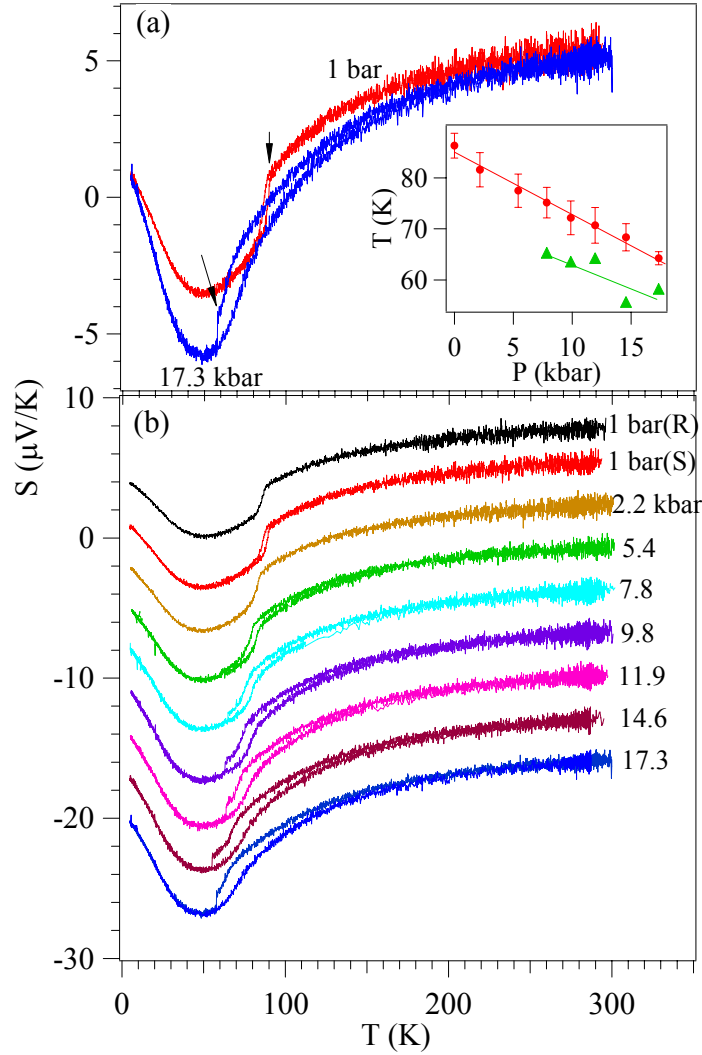 (a)
1 bar
17.3 kbar
5
0
-5
T (K)
80
70
60
0
5
10
15
P (kbar)
S (μV/K)
(b)
10
0
-10
-20
-30
1 bar(R)
1 bar(S)
2.2 kbar
5.4
7.8
9.8
11.9
14.6
17.3
0
100
200
300
T (K)